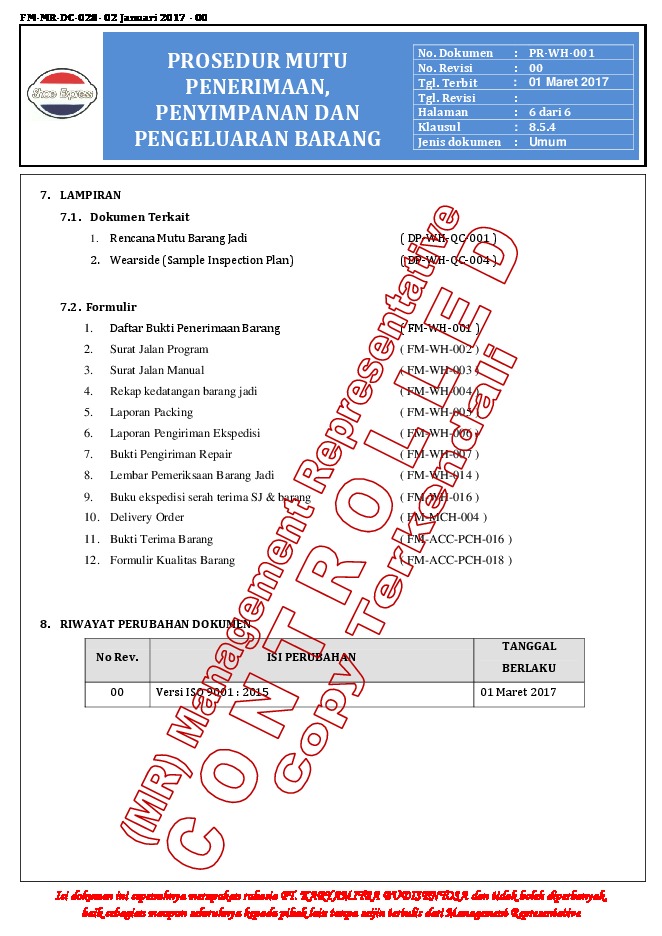 FM-MR-DC-028- 02 Januari 2017 - 00
Shoe Express
PROSEDUR MUTU
PENERIMAAN,
PENYIMPANAN DAN
PENGELUARAN BARANG
No. Dokumen : PR-WH-001
No. Revisi : 00
Tgl. Terbit : 01 Maret 2017
Tgl. Revisi :
Halaman : 6 dari 6
Klausul : 8.5.4
Jenis dokumen : Umum
7. LAMPIRAN
7.1. Dokumen Terkait
1. Rencana Mutu Barang Jadi ( DP-WH-QC-001 )
2. Wearside (Sample Inspection Plan) ( DP-WH-QC-004 )
7.2. Formulir
1. Daftar Bukti Penerimaan Barang ( FM-WH-001 )
2. Surat Jalan Program ( FM-WH-002 )
3. Surat Jalan Manual ( FM-WH-003 )
4. Rekap kedatangan barang jadi ( FM-WH-004 )
5. Laporan Packing ( FM-WH-005 )
6. Laporan Pengiriman Ekspedisi ( FM-WH-006 )
7. Bukti Pengiriman Repair ( FM-WH-007 )
8. Lembar Pemeriksaan Barang Jadi ( FM-WH-014 )
9. Buku ekspedisi serah terima SJ & barang ( FM-WH-016 )
10. Delivery Order ( FM-MCH-004 )
11. Bukti Terima Barang ( FM-ACC-PCH-016 )
12. Formulir Kualitas Barang ( FM-ACC-PCH-018 )
8. RIWAYAT PERUBAHAN DOKUMEN
No Rev. ISI PERUBAHAN TANGGAL
BERLAKU
00 Versi ISO 9001 : 2015 01 Maret 2017
(MR) Management Representative
CONTROLLED
Copy Terkendali
Isi dokumen ini sepenuhnya merupakan rahasia PT. KARYAMITRA BUDISENTOSA dan tidak boleh diperbanyak,
baik sebagian maupun seluruhnya kepada pihak lain tanpa seijin tertulis dari Management Representative